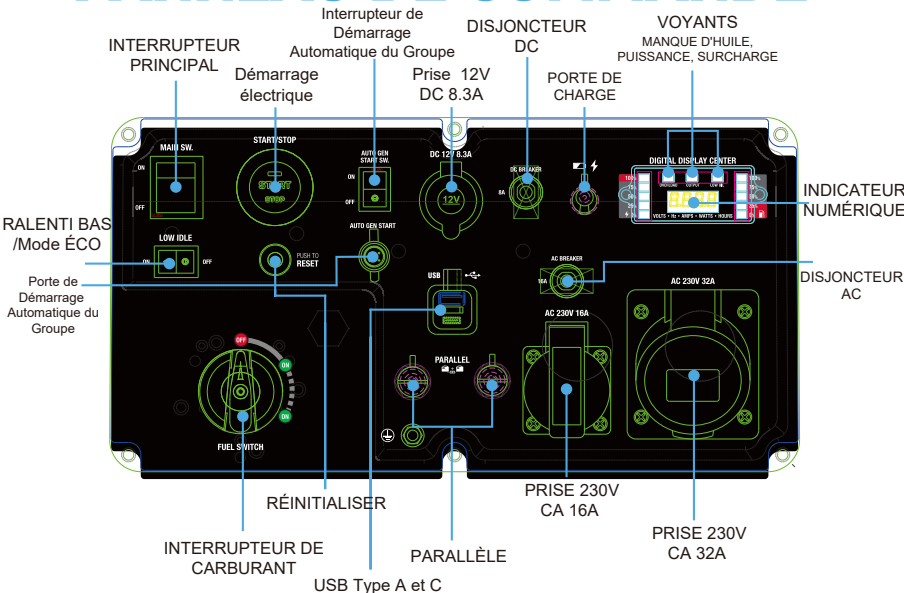 PANNEAU DE COMMANDE
Interrupteur de
Démarrage
Automatique du Groupe
DISJONCTEUR
DC
VOYANTS
MANQUE D'HUILE,
PUISSANCE, SURCHARGE
INTERRUPTEUR
PRINCIPAL
Démarrage
électrique
Prise 12V
DC 8.3A
PORTE DE
CHARGE
MAIN SW.
ON
OFF
START/STOP
START
STOP
AUTO GEN
START SW.
ON
OFF
DC 12V 8.3A
12V
DC BREAKER
8A
DIGITAL DISPLAY CENTER
OVERLOAD
OUTPUT
LOW OIL
100%
VOLTS • Hz • AMPS • WATTS • HOURS
INDICATEUR
NUMÉRIQUE
RALENTI BAS
/Mode ÉCO
LOW IDLE
ON
OFF
PUSH TO
RESET
AUTO GEN START
USB
AC BREAKER
16A
DISJONCTEUR
AC
Porte de
Démarrage
Automatique du
Groupe
AC 230V 16A
AC 230V 32A
OFF
ON
ON
FUEL SWITCH
PARALLEL
RÉINITIALISER
PRISE 230V
CA 16A
PRISE 230V
CA 32A
INTERRUPTEUR DE
CARBURANT
PARALLÈLE
USB Type A et C